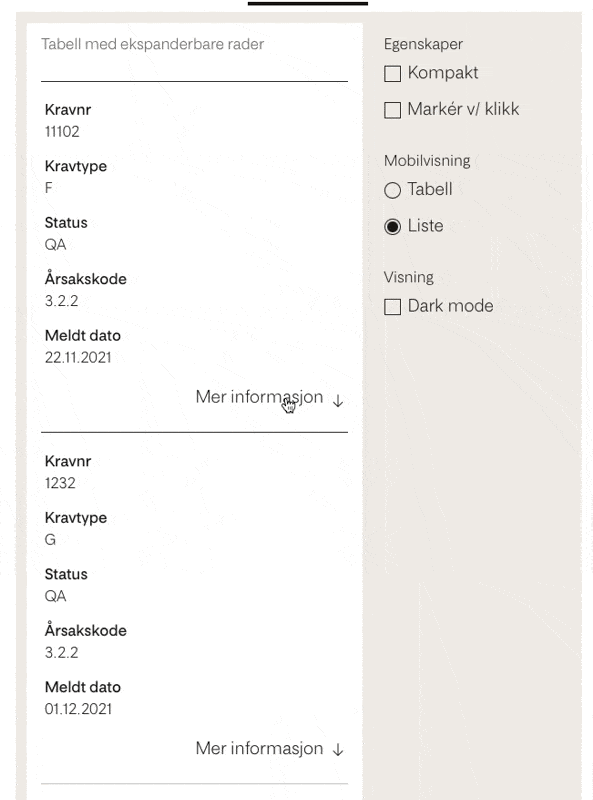 Tabell med ekspanderbare rader
Kravnr
11102
Kravtype
F
Status
QA
Årsakskode
3.2.2
Meldt dato
22.11.2021
Mer informasjon ↓
Kravnr
1232
Kravtype
G
Status
QA
Årsakskode
3.2.2
Meldt dato
01.12.2021
Mer informasjon ↓
Egenskaper
Kompakt
Markér v/ klikk
Mobilvisning
Tabell
Liste
Visning
Dark mode